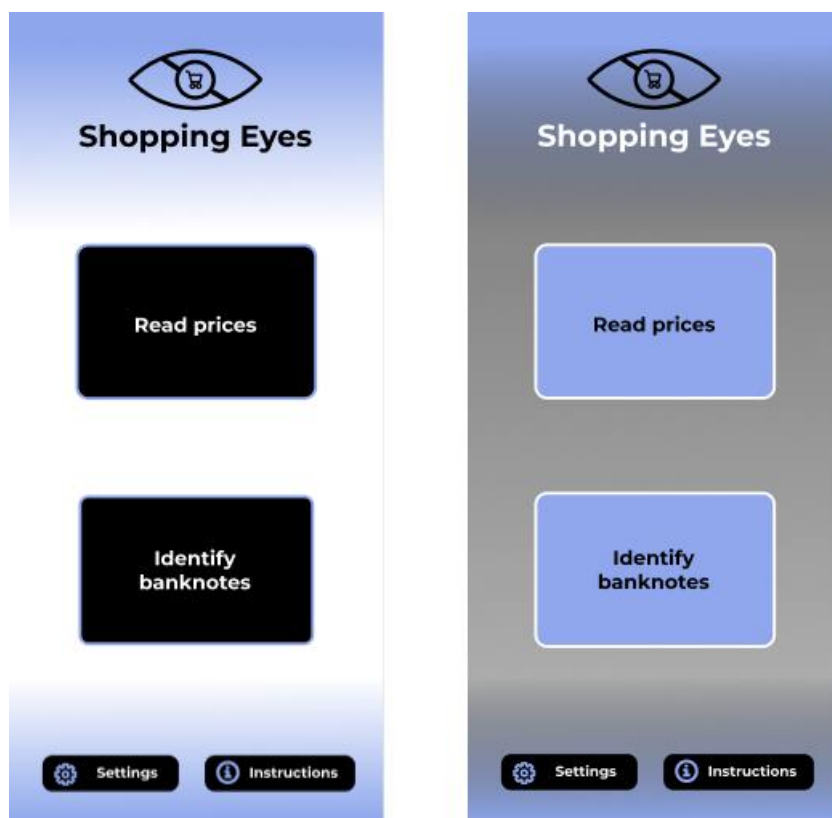 Shopping Eyes
Read prices
Identify
banknotes
Settings
Instructions
Shopping Eyes
Read prices
Identify
banknotes
Settings
Instructions